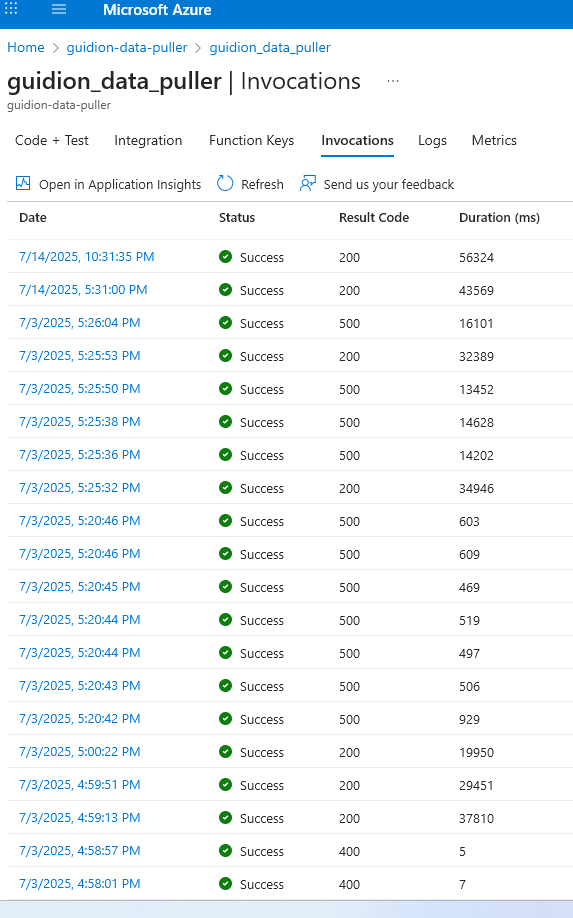 Microsoft Azure
Home > guidion-data-puller > guidion_data_puller
guidion_data_puller | Invocations ...
guidion-data-puller
Code + Test Integration Function Keys Invocations Logs Metrics
Open in Application Insights Refresh Send us your feedback
Date Status Result Code Duration (ms)
7/14/2025, 10:31:35 PM Success 200 56324
7/14/2025, 5:31:00 PM Success 200 43569
7/3/2025, 5:26:04 PM Success 500 16101
7/3/2025, 5:25:53 PM Success 200 32389
7/3/2025, 5:25:50 PM Success 500 13452
7/3/2025, 5:25:38 PM Success 500 14628
7/3/2025, 5:25:36 PM Success 500 14202
7/3/2025, 5:25:32 PM Success 200 34946
7/3/2025, 5:20:46 PM Success 500 603
7/3/2025, 5:20:46 PM Success 500 609
7/3/2025, 5:20:45 PM Success 500 469
7/3/2025, 5:20:44 PM Success 500 519
7/3/2025, 5:20:44 PM Success 500 497
7/3/2025, 5:20:43 PM Success 500 506
7/3/2025, 5:20:42 PM Success 500 929
7/3/2025, 5:00:22 PM Success 200 19950
7/3/2025, 4:59:51 PM Success 200 29451
7/3/2025, 4:59:13 PM Success 200 37810
7/3/2025, 4:58:57 PM Success 400 5
7/3/2025, 4:58:01 PM Success 400 7